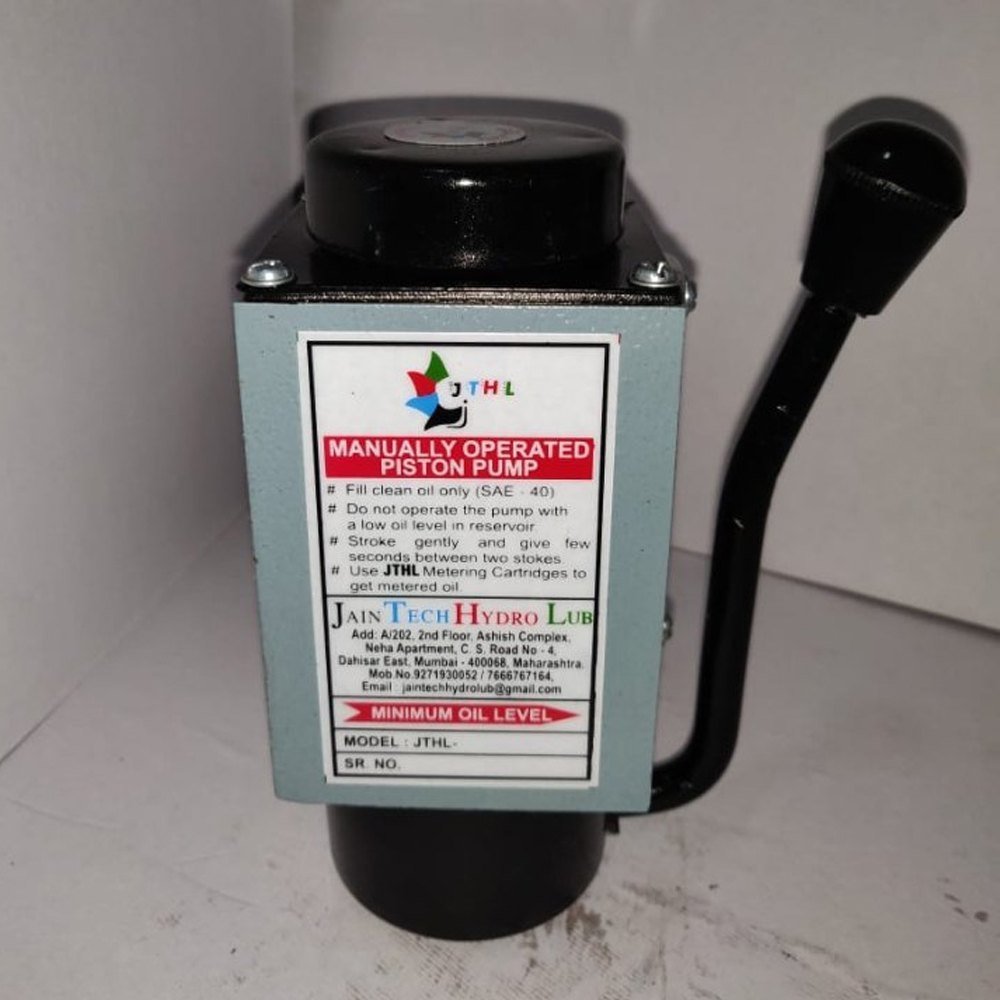 JTHL
MANUALLY OPERATED
PISTON PUMP
# Fill clean oil only (SAE - 40)
# Do not operate the pump with
a low oil level in reservoir
# Stroke gently and give few
seconds between two stokes
# Use JTHL Metering Cartridges to
get metered oil.
JAIN TECH HYDRO LUB
Add: A/202, 2nd Floor, Ashish Complex,
Neha Apartment, C. S. Road No - 4,
Dahisar East, Mumbai - 400068, Maharashtra.
Mob.No.9271930052 / 7666767164,
Email : jaintechhydrolub@gmail.com
MINIMUM OIL LEVEL
MODEL : JTHL-
SR. NO.